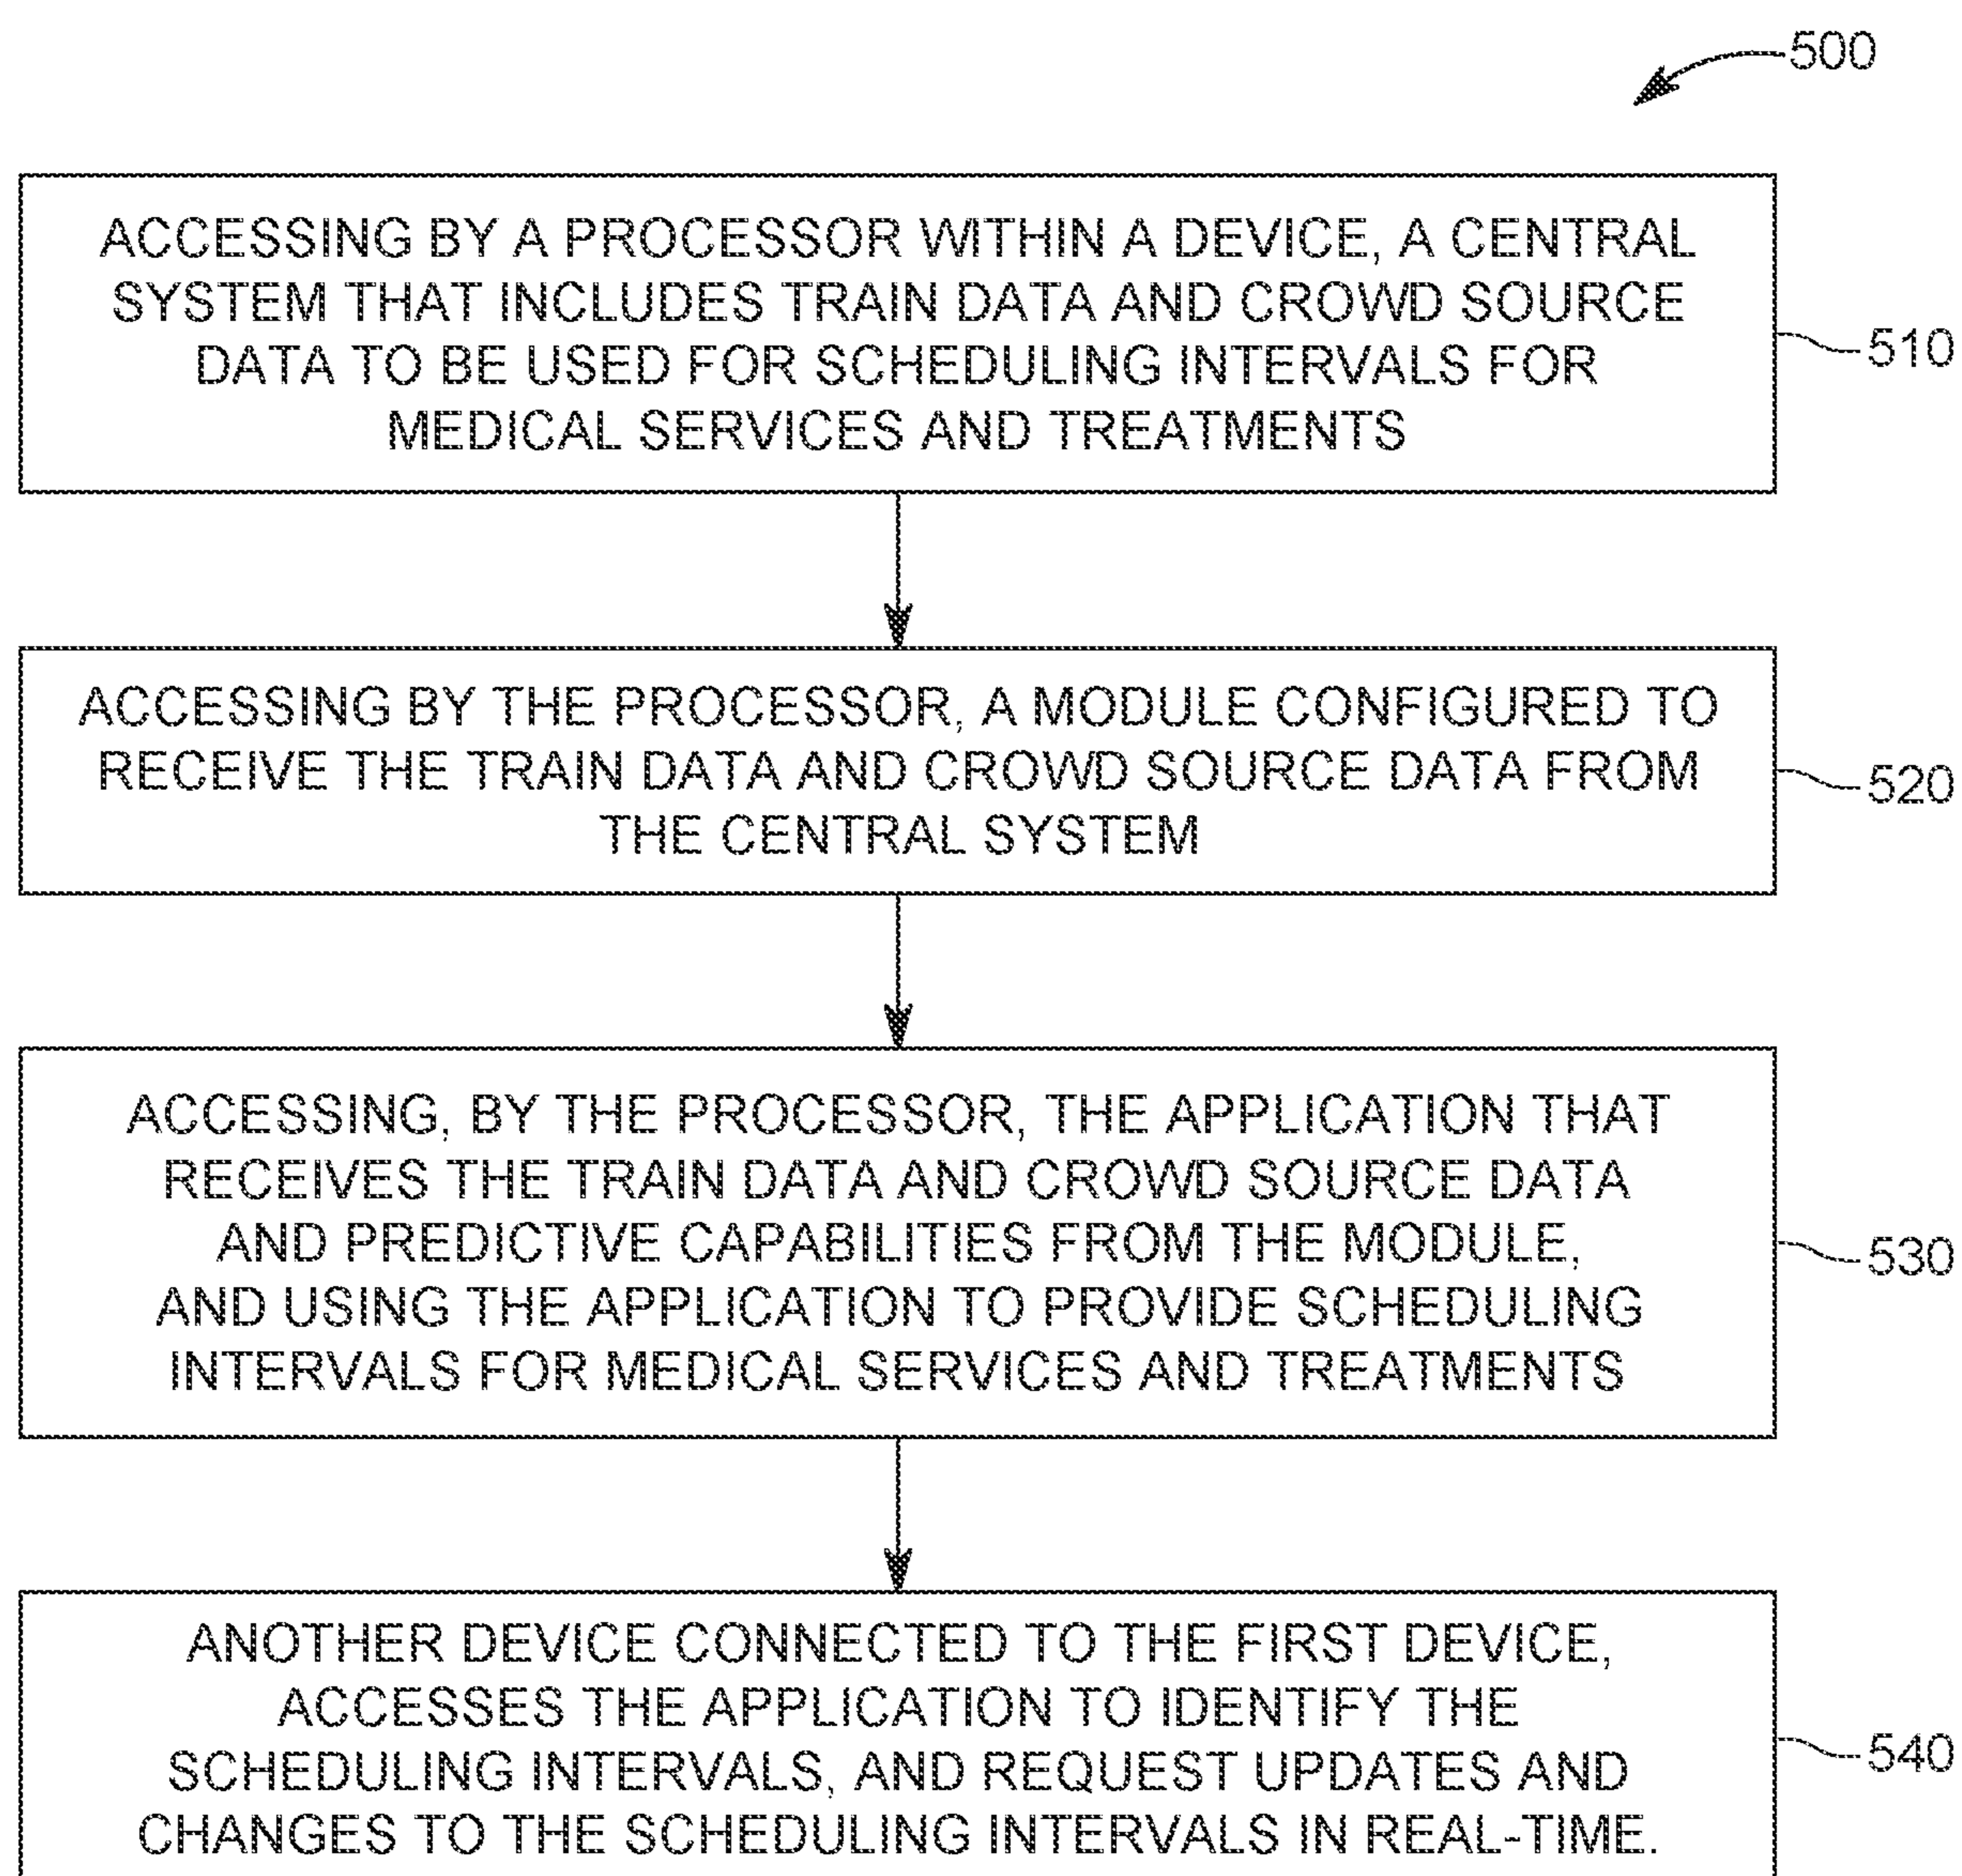 500
ACCESSING BY A PROCESSOR WITHIN A DEVICE, A CENTRAL
SYSTEM THAT INCLUDES TRAIN DATA AND CROWD SOURCE
DATA TO BE USED FOR SCHEDULING INTERVALS FOR
MEDICAL SERVICES AND TREATMENTS
510
ACCESSING BY THE PROCESSOR, A MODULE CONFIGURED TO
RECEIVE THE TRAIN DATA AND CROWD SOURCE DATA FROM
THE CENTRAL SYSTEM
520
ACCESSING, BY THE PROCESSOR, THE APPLICATION THAT
RECEIVES THE TRAIN DATA AND CROWD SOURCE DATA
AND PREDICTIVE CAPABILITIES FROM THE MODULE,
AND USING THE APPLICATION TO PROVIDE SCHEDULING
INTERVALS FOR MEDICAL SERVICES AND TREATMENTS
530
ANOTHER DEVICE CONNECTED TO THE FIRST DEVICE,
ACCESSES THE APPLICATION TO IDENTIFY THE
SCHEDULING INTERVALS, AND REQUEST UPDATES AND
CHANGES TO THE SCHEDULING INTERVALS IN REAL-TIME.
540